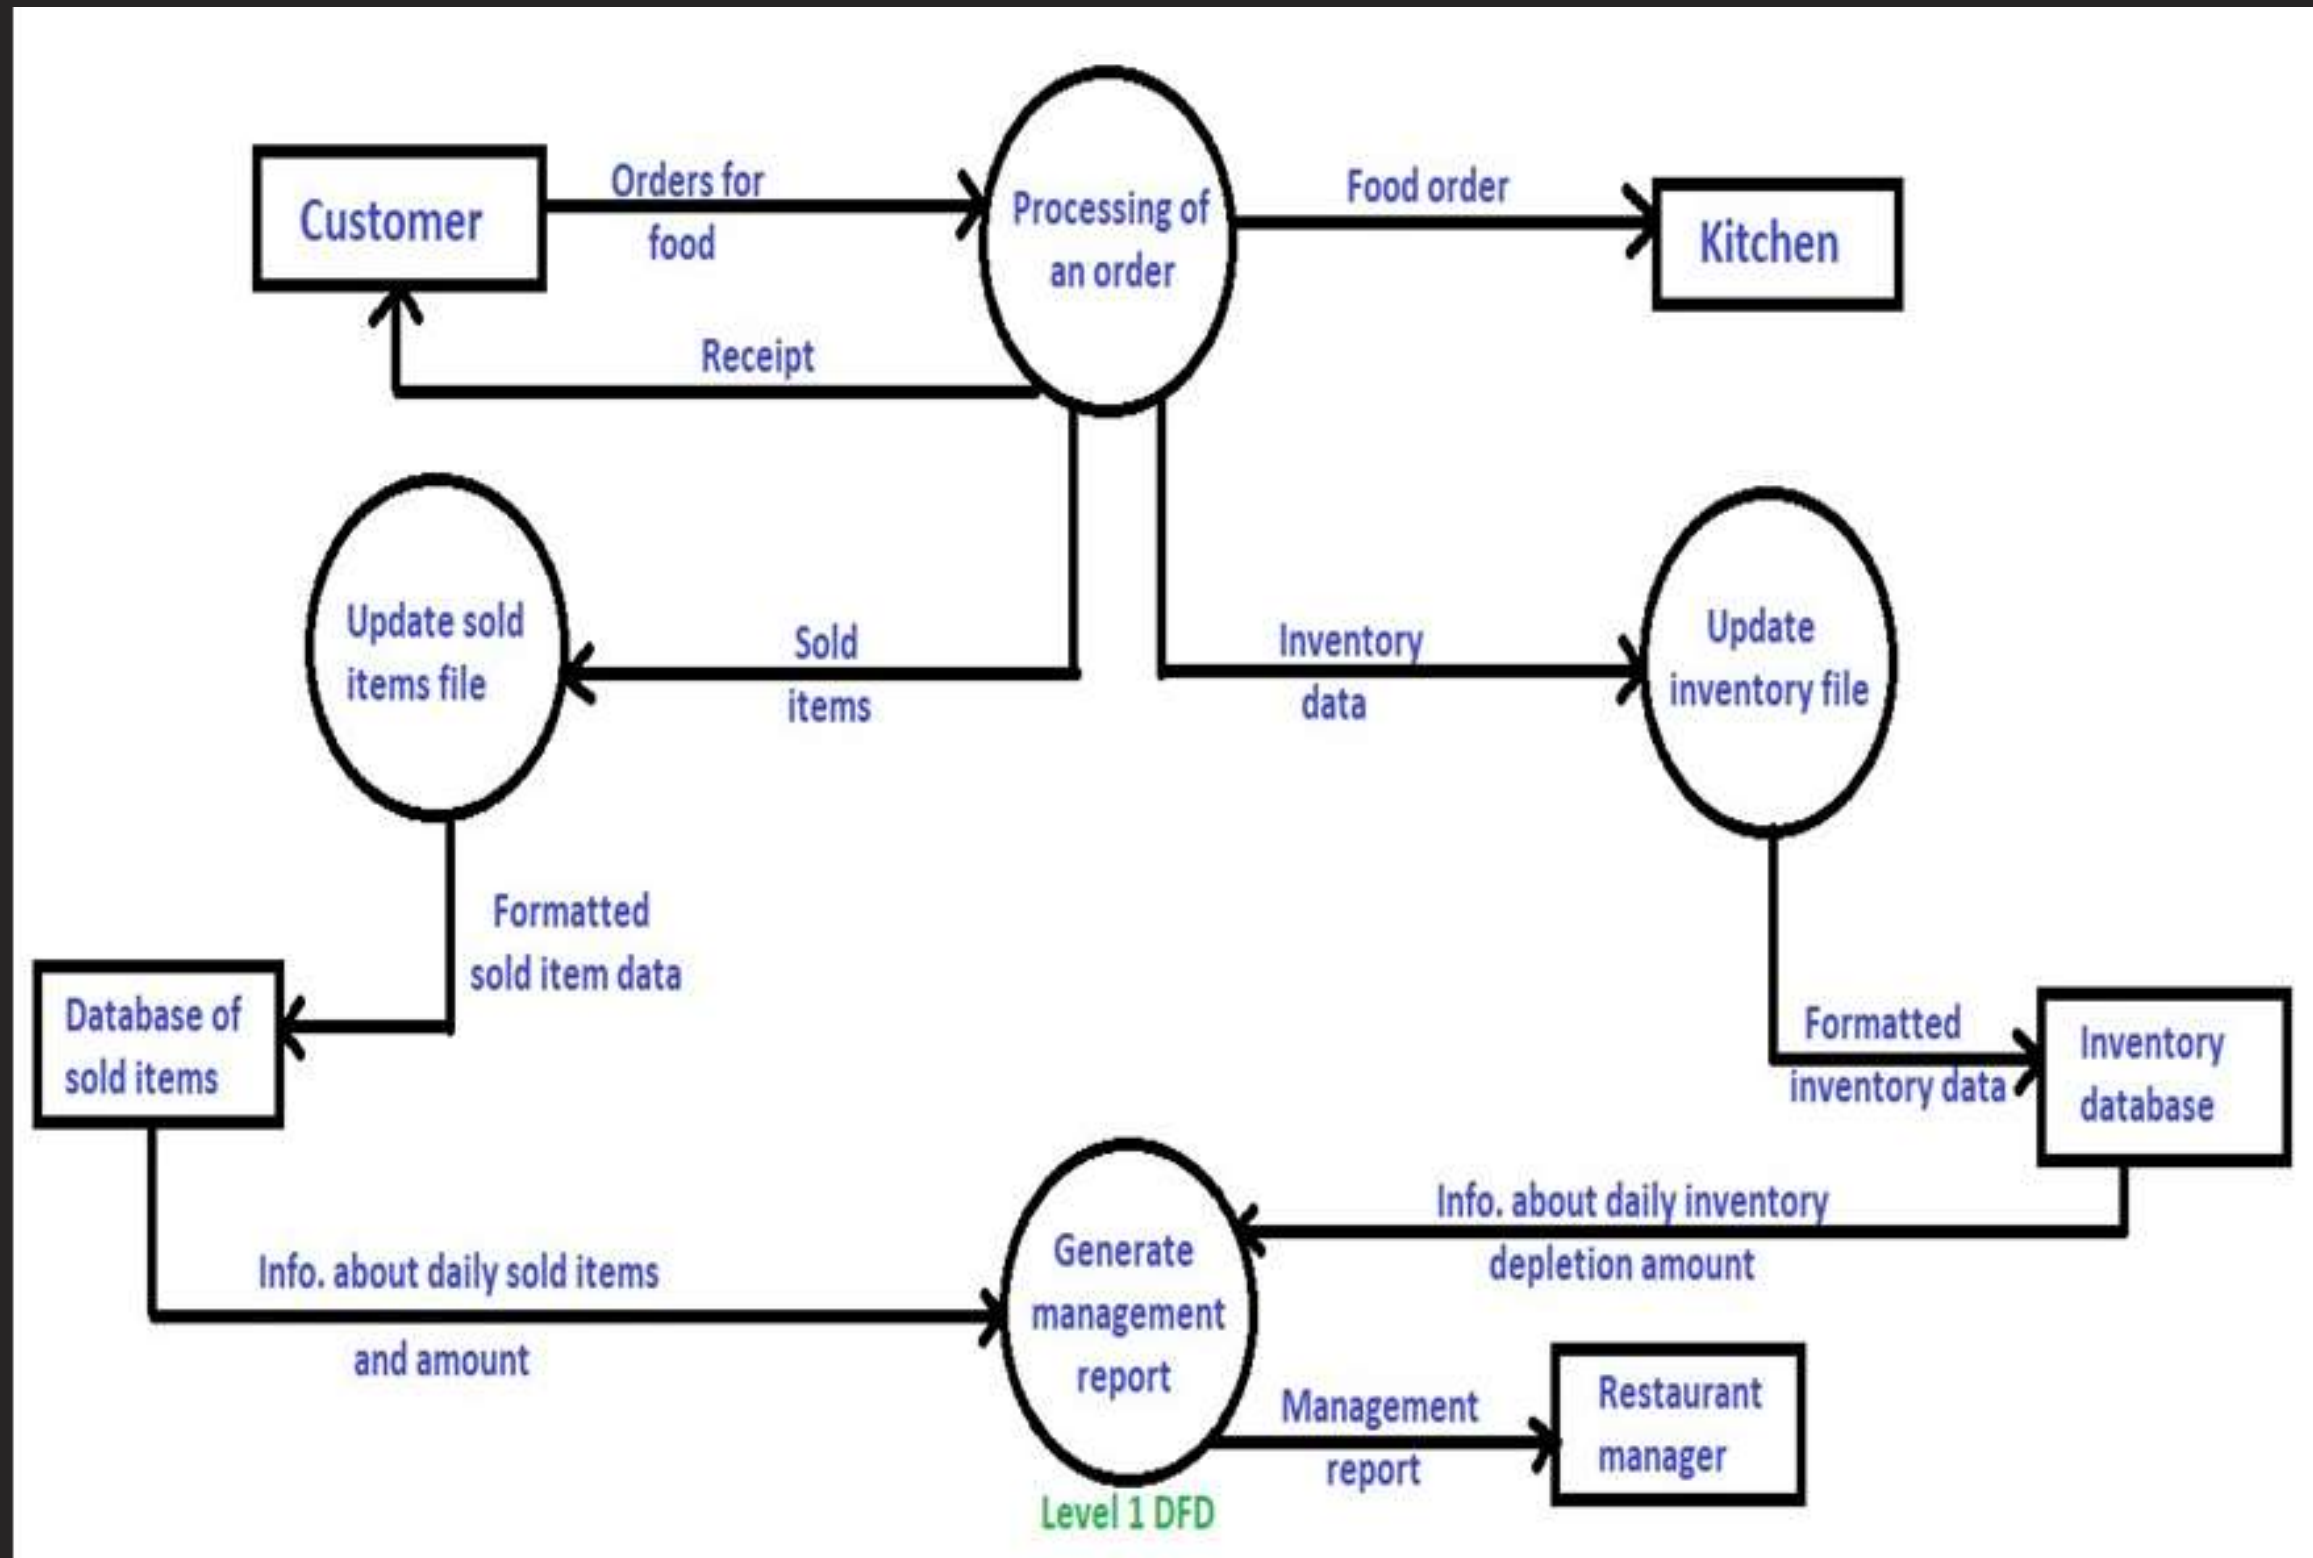 Customer
Orders for
food
Processing of
an order
Food order
Kitchen
Receipt
Update sold
items file
Sold
items
Inventory
data
Update
inventory file
Formatted
sold item data
Database of
sold items
Formatted
inventory data
Inventory
database
Info. about daily sold items
and amount
Generate
management
report
Info. about daily inventory
depletion amount
Management
report
Restaurant
manager
Level 1 DFD